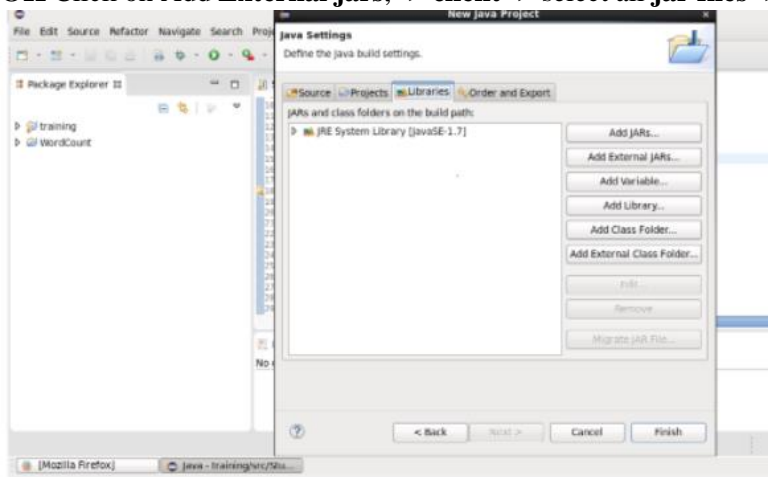 Click on Add External Jars, client select all jar files
New Java Project
File Edit Source Refactor Navigate Search Proj
Java Settings
Define the Java build settings.
Package Explorer
Source Projects Libraries Order and Export
JARs and class folders on the build path:
JRE System Library [JavaSE-1.7]
training
WordCount
Add JARs...
Add External JARs...
Add Variable...
Add Library...
Add Class Folder...
Add External Class Folder...
Edit...
Remove
Migrate JAR File...
No
< Back Next > Cancel Finish
[Mozilla Firefox] Java - training/src/Stu...